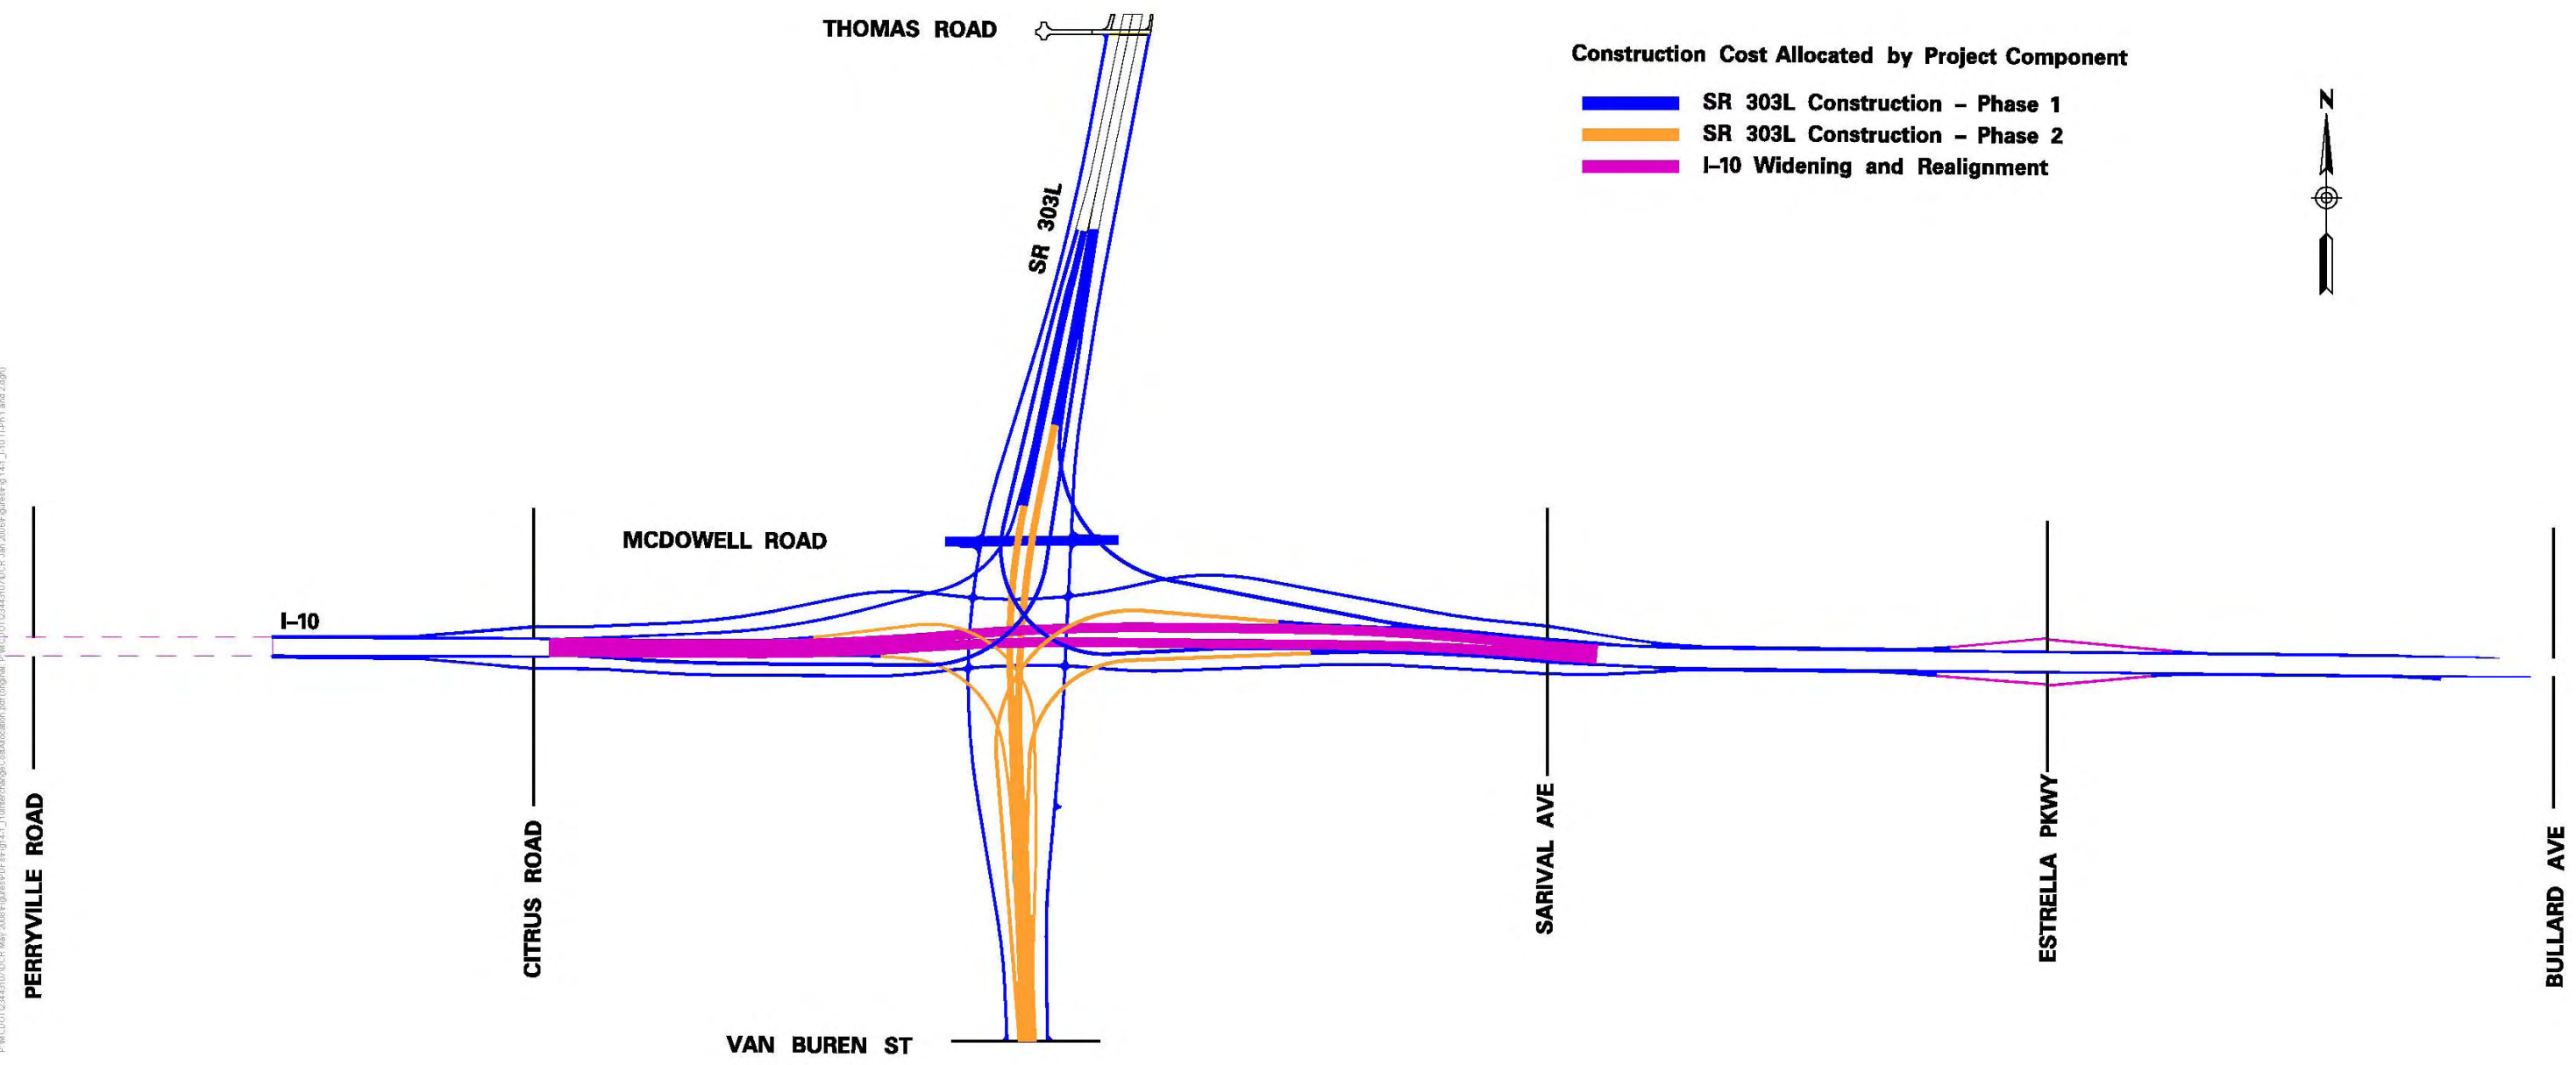 THOMAS ROAD
Construction Cost Allocated by Project Component
SR 303L Construction – Phase 1
SR 303L Construction – Phase 2
I–10 Widening and Realignment
N
SR 303L
MCDOWELL ROAD
I–10
PERRYVILLE ROAD
CITRUS ROAD
SARIVAL AVE
ESTRELLA PKWY
BULLARD AVE
VAN BUREN ST